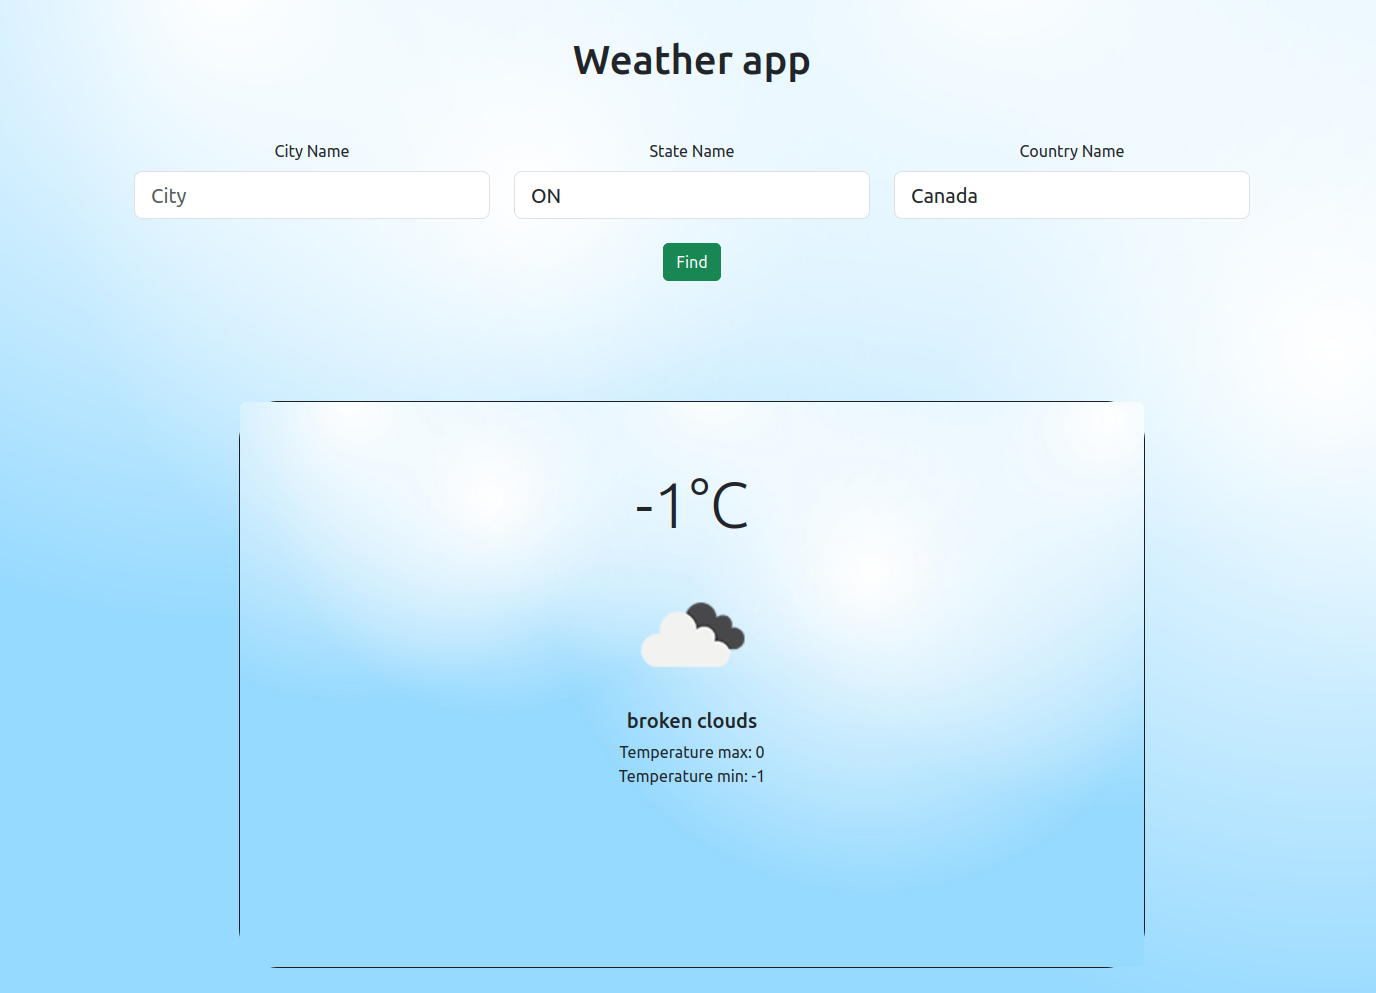 Weather app
City Name State Name Country Name
City ON Canada
Find
-1°C
broken clouds
Temperature max: 0
Temperature min: -1